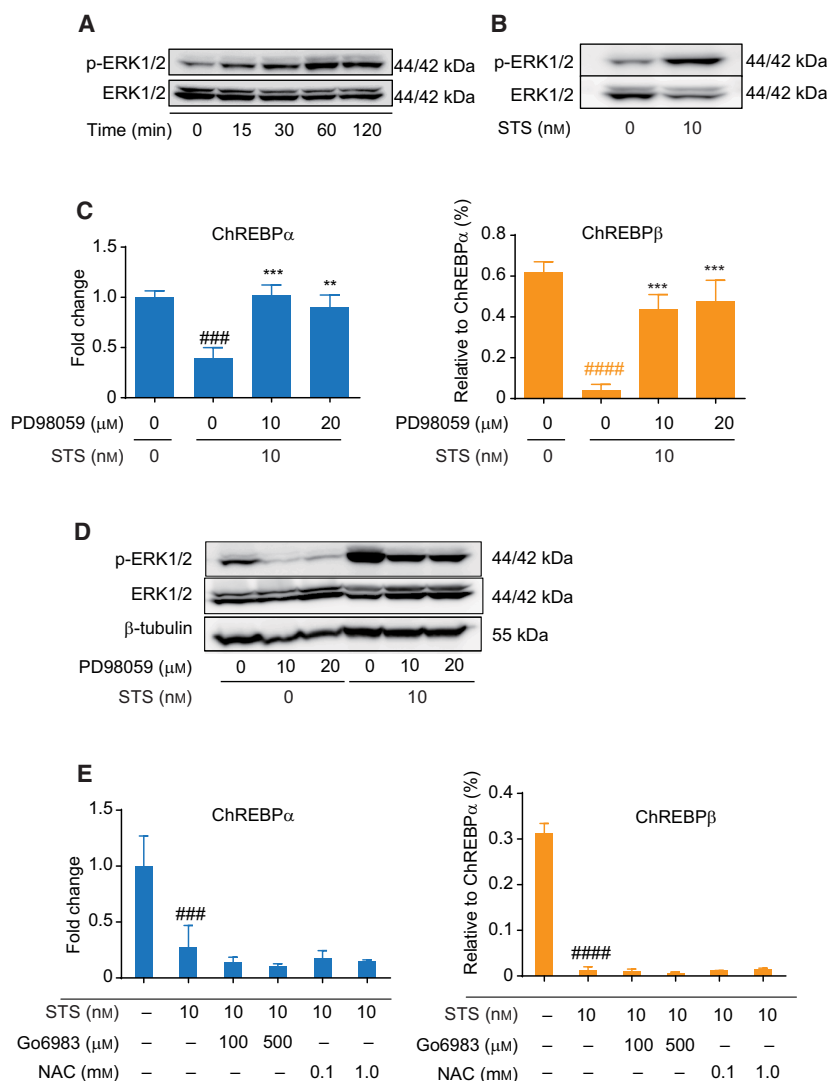 A
p-ERK1/2 44/42 kDa
ERK1/2 44/42 kDa
Time (min) 0 15 30 60 120
B
p-ERK1/2 44/42 kDa
ERK1/2 44/42 kDa
STS (nM) 0 10
C
ChREBPα
Fold change
1.5
1.0
0.5
0
###
***
**
PD98059 (μM) 0 0 10 20
STS (nM) 0 10
ChREBPβ
Relative to ChREBPα (%)
0.8
0.6
0.4
0.2
0
####
***
***
PD98059 (μM) 0 0 10 20
STS (nM) 0 10
D
p-ERK1/2 44/42 kDa
ERK1/2 44/42 kDa
β-tubulin 55 kDa
PD98059 (μM) 0 10 20 0 10 20
STS (nM) 0 10
E
ChREBPα
Fold change
1.5
1.0
0.5
0
###
STS (nM) – 10 10 10 10 10
Go6983 (μM) – – 100 500 – –
NAC (mM) – – – – 0.1 1.0
ChREBPβ
Relative to ChREBPα (%)
0.4
0.3
0.2
0.1
0
####
STS (nM) – 10 10 10 10 10
Go6983 (μM) – – 100 500 – –
NAC (mM) – – – – 0.1 1.0